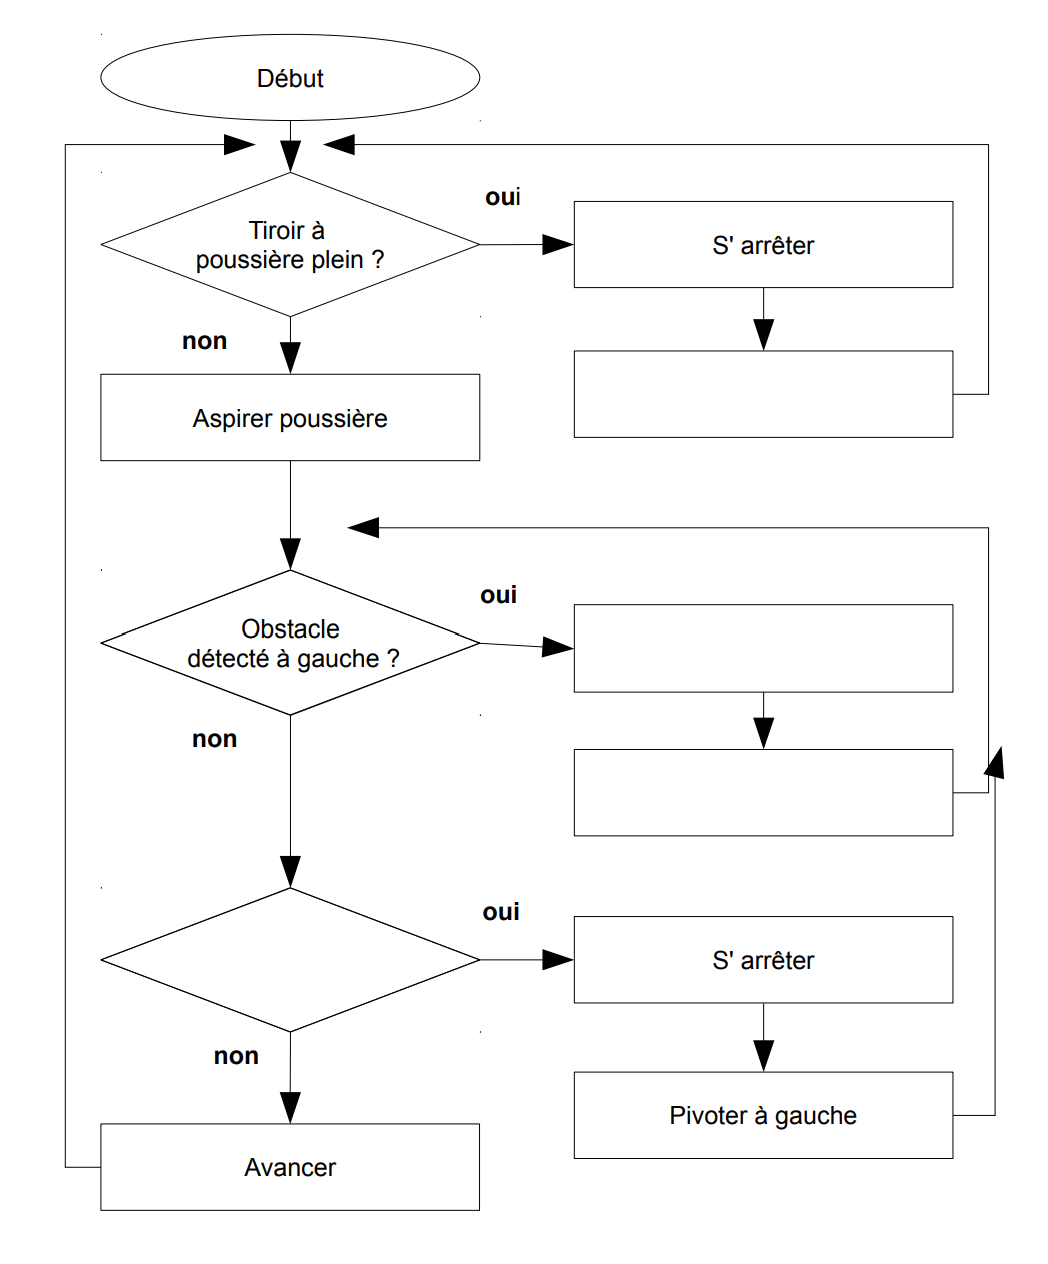 Début
oui
Tiroir à
poussière plein ?
S' arrêter
non
Aspirer poussière
oui
Obstacle
détecté à gauche ?
non
oui
S' arrêter
non
Pivoter à gauche
Avancer